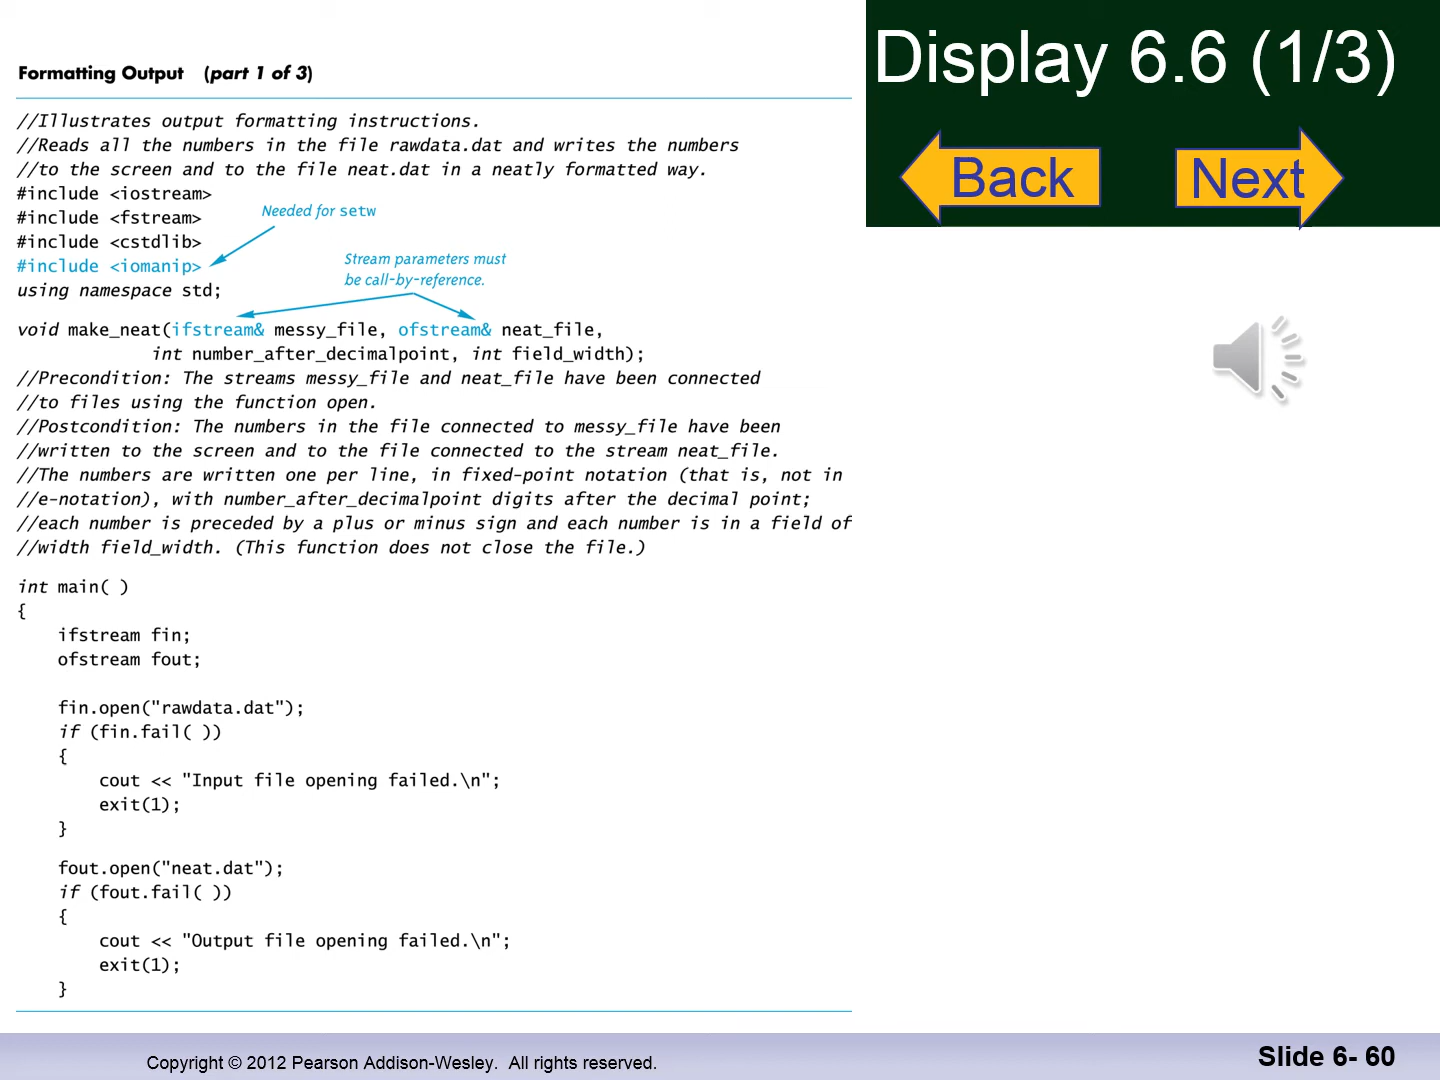 Display 6.6 (1/3)
Back
Next
Formatting Output (part 1 of 3)
//Illustrates output formatting instructions.
//Reads all the numbers in the file rawdata.dat and writes the numbers
//to the screen and to the file neat.dat in a neatly formatted way.
#include <iostream>
#include <fstream>
Needed for setw
#include <cstdlib>
#include <iomanip>
Stream parameters must
be call-by-reference.
using namespace std;
void make_neat(ifstream& messy_file, ofstream& neat_file,
int number_after_decimalpoint, int field_width);
//Precondition: The streams messy_file and neat_file have been connected
//to files using the function open.
//Postcondition: The numbers in the file connected to messy_file have been
//written to the screen and to the file connected to the stream neat_file.
//The numbers are written one per line, in fixed-point notation (that is, not in
//e-notation), with number_after_decimalpoint digits after the decimal point;
//each number is preceded by a plus or minus sign and each number is in a field of
//width field_width. (This function does not close the file.)
int main( )
{
ifstream fin;
ofstream fout;
fin.open("rawdata.dat");
if (fin.fail( ))
{
cout << "Input file opening failed.\n";
exit(1);
}
fout.open("neat.dat");
if (fout.fail( ))
{
cout << "Output file opening failed.\n";
exit(1);
}
Copyright © 2012 Pearson Addison-Wesley. All rights reserved.
Slide 6- 60